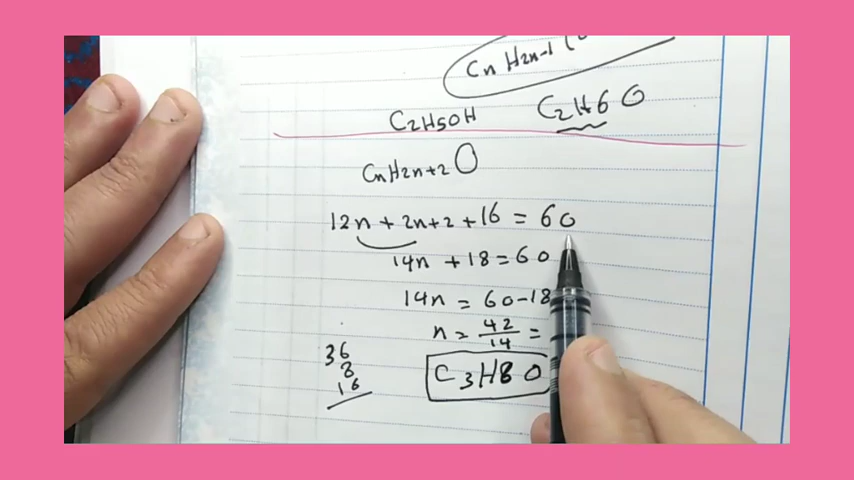 CnH2n-1
C2H5OH C2H6O
CnH2n+2O
12n + 2n+2 +16 = 60
14n + 18 = 60
14n = 60-18
n = 42/14 =
36
8
16
C3H8O